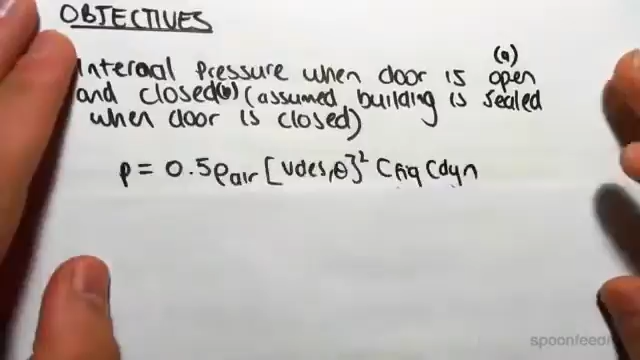 OBJECTIVES
(a)
Internal Pressure when door is open
and closed(b) (assumed building is sealed
when door is closed)
p = 0.5ρair [Vdes,θ]² Cfig Cdyn
spoonfeed